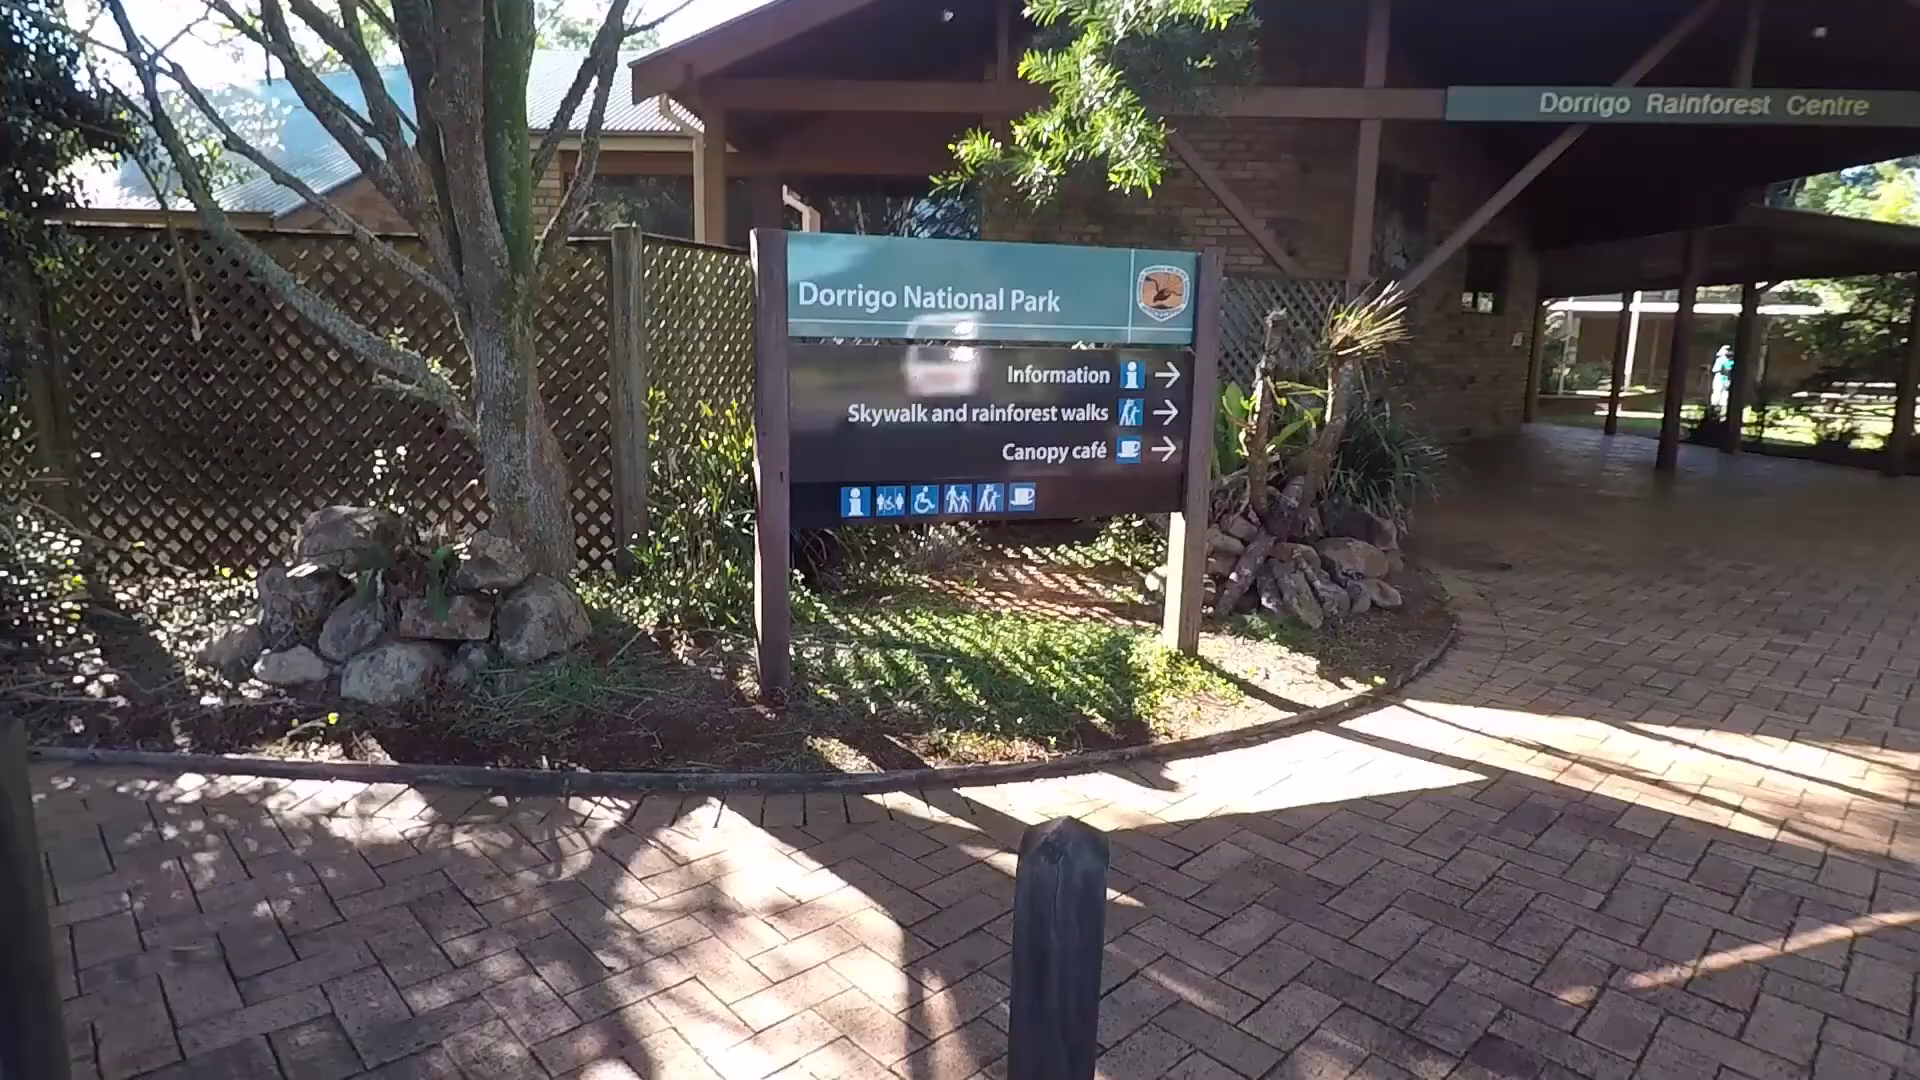 Dorrigo Rainforest Centre
Dorrigo National Park
Information
Skywalk and rainforest walks
Canopy café